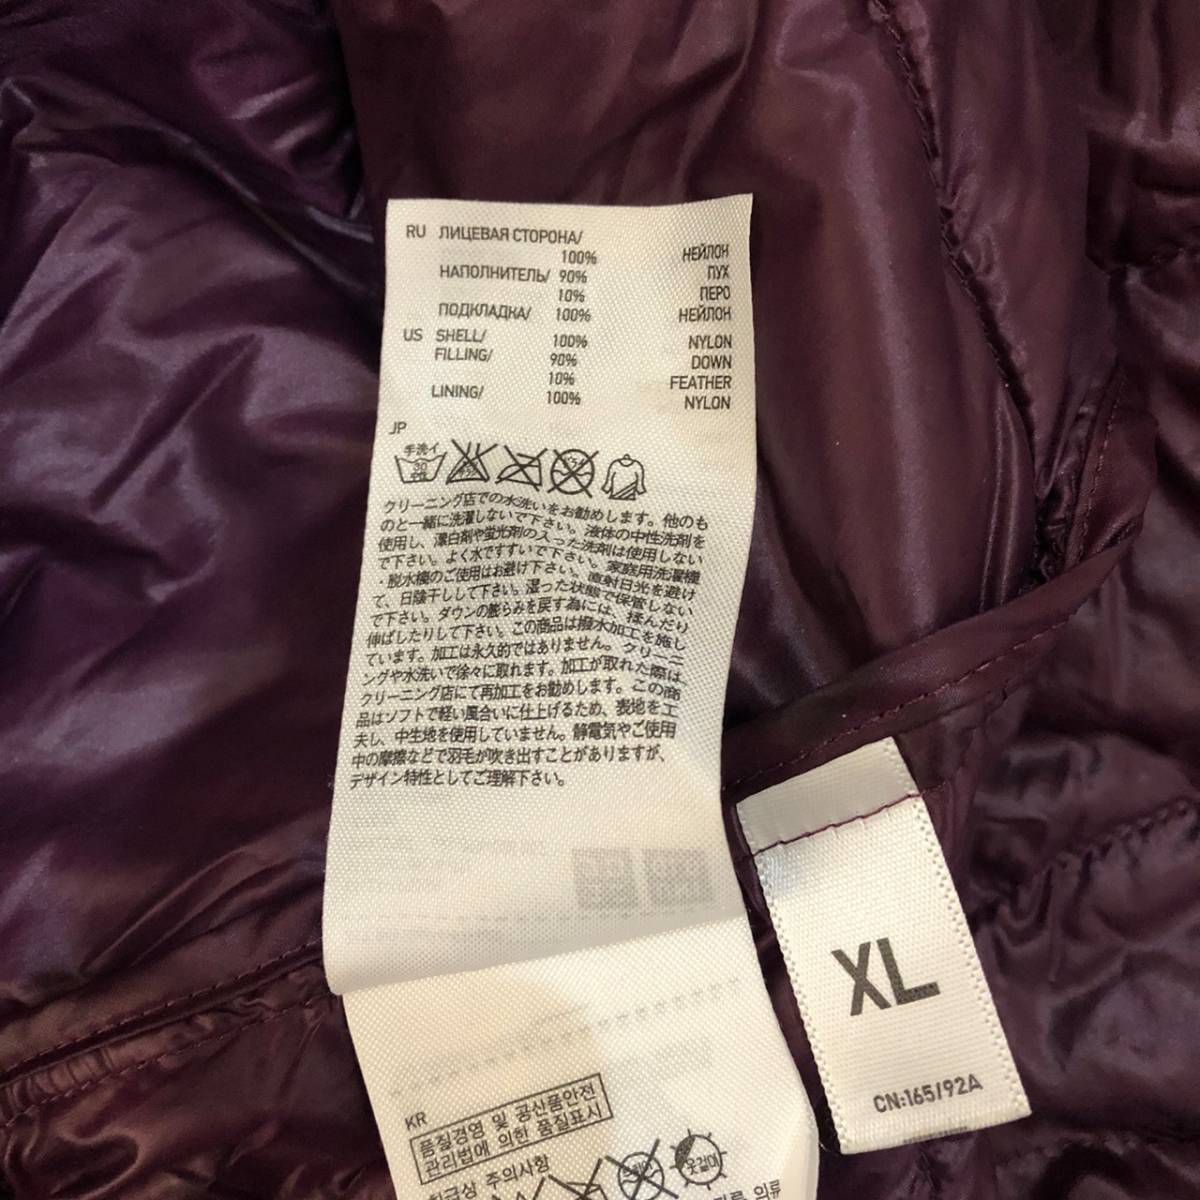 RU ЛИЦЕВАЯ СТОРОНА/
100% НЕЙЛОН
НАПОЛНИТЕЛЬ/ 90% ПУХ
10% ПЕРО
ПОДКЛАДКА/ 100% НЕЙЛОН
US SHELL/ 100% NYLON
FILLING/ 90% DOWN
10% FEATHER
LINING/ 100% NYLON
JP
手洗イ
30
クリーニング店での水洗いをお勧めします。他のも
のと一緒に洗濯しないで下さい。液体の中性洗剤を
使用し、漂白剤や蛍光剤の入った洗剤は使用しない
で下さい。よく水ですすいで下さい。家庭用洗濯機
・脱水機のご使用はお避け下さい。直射日光を避け
て、日陰干しして下さい。湿った状態で保管しない
で下さい。ダウンの膨らみを戻す為には、揉んだり
伸ばしたりして下さい。この商品は撥水加工を施し
ています。加工は永久的ではありません。クリーニ
ングや水洗いで徐々に取れます。加工が取れた際は、
クリーニング店にて再加工をお勧めします。この商
品はソフトで軽い風合いに仕上げるため、表地を工
夫し、中生地を使用していません。静電気やご使用
中の摩擦などで羽毛が吹き出すことがありますが、
デザイン特性としてご理解下さい。
XL
CN:165/92A
KR
품질경영 및 공산품안전
관리법에 의한 품질표시
취급상 주의사항
옷걸이